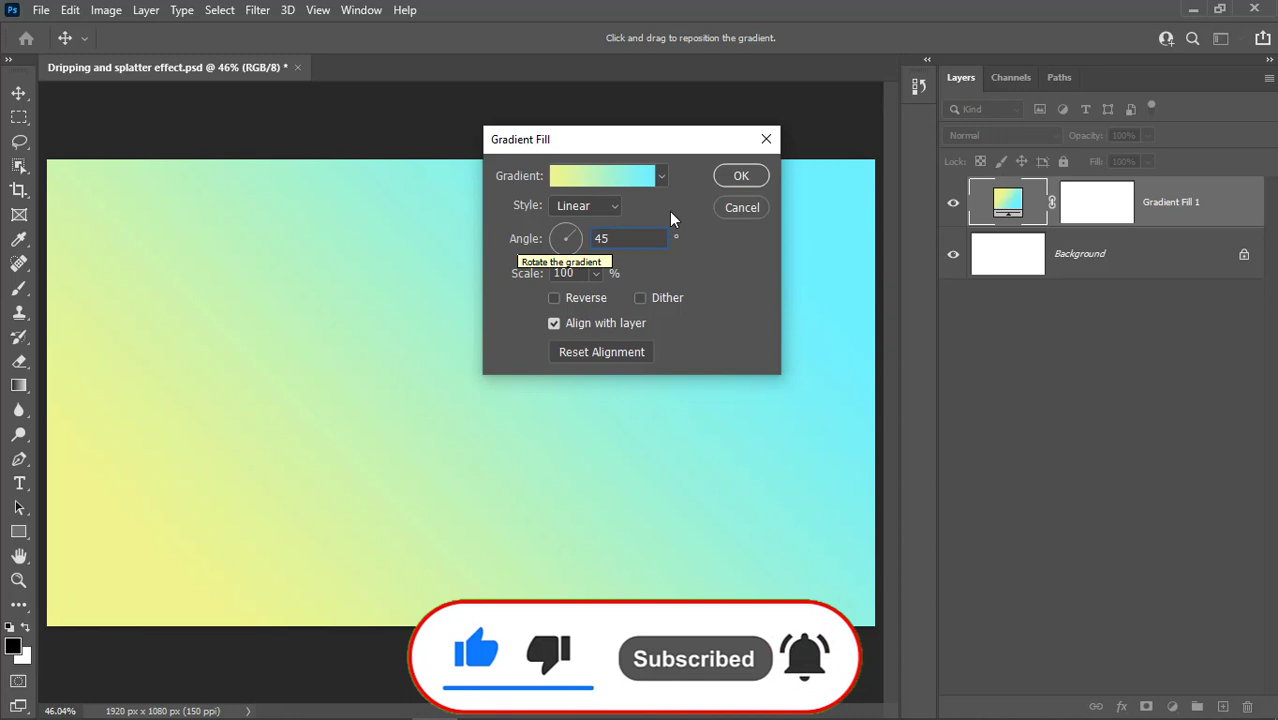 Ps File Edit Image Layer Type Select Filter 3D View Window Help
Click and drag to reposition the gradient.
Dripping and splatter effect.psd @ 46% (RGB/8) *
Layers Channels Paths
Kind
Normal Opacity: 100%
Lock: Fill: 100%
Gradient Fill 1
Background
Gradient Fill
Gradient: OK
Style: Linear Cancel
Angle: 45 °
Rotate the gradient
Scale: 100 %
Reverse Dither
Align with layer
Reset Alignment
T
Subscribed
46.04% 1920 px x 1080 px (150 ppi)
fx